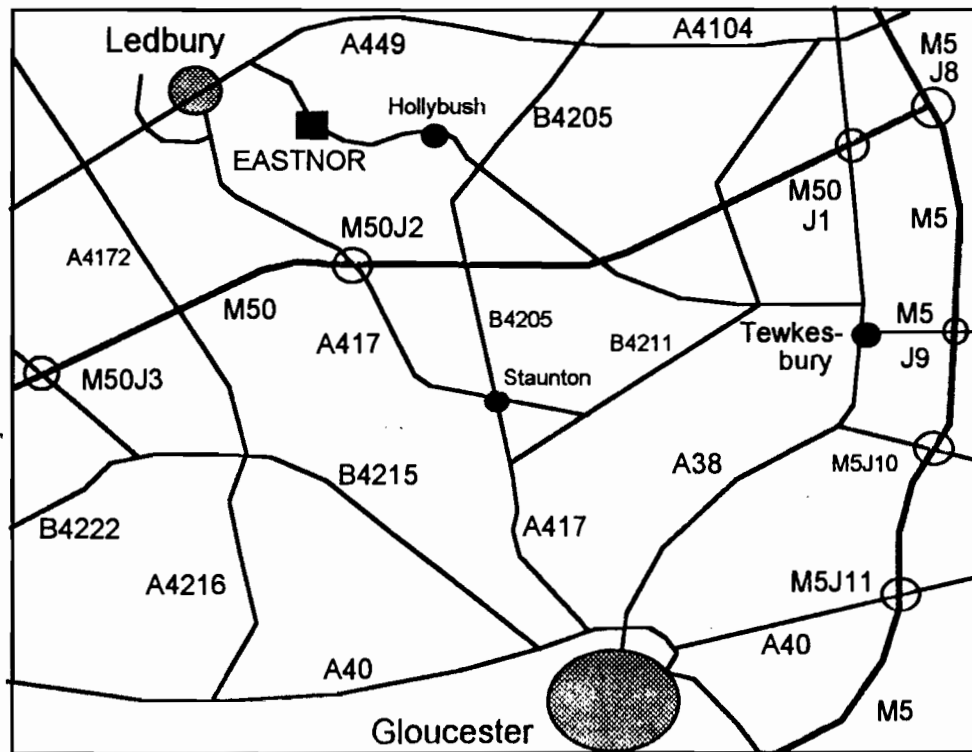 Ledbury
A449
A4104
M5
J8
Hollybush
B4205
EASTNOR
M50
J1
M50J2
M5
A4172
M50
B4205
A417
B4211
Tewkes-
bury
M5
J9
M50J3
Staunton
A38
M5J10
B4215
B4222
A417
A4216
M5J11
A40
A40
Gloucester
M5